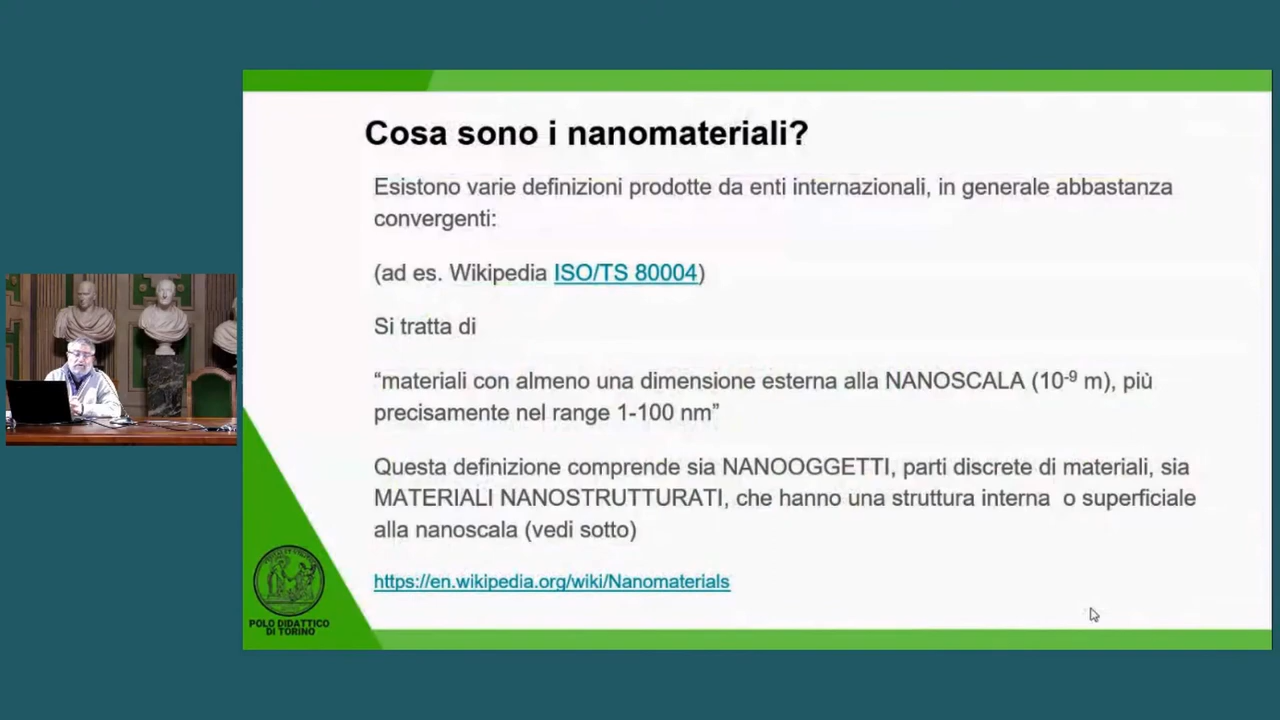 Cosa sono i nanomateriali?
Esistono varie definizioni prodotte da enti internazionali, in generale abbastanza
convergenti:
(ad es. Wikipedia ISO/TS 80004)
Si tratta di
“materiali con almeno una dimensione esterna alla NANOSCALA (10⁻⁹ m), più
precisamente nel range 1-100 nm”
Questa definizione comprende sia NANOOGGETTI, parti discrete di materiali, sia
MATERIALI NANOSTRUTTURATI, che hanno una struttura interna o superficiale
alla nanoscala (vedi sotto)
https://en.wikipedia.org/wiki/Nanomaterials
POLO DIDATTICO
DI TORINO